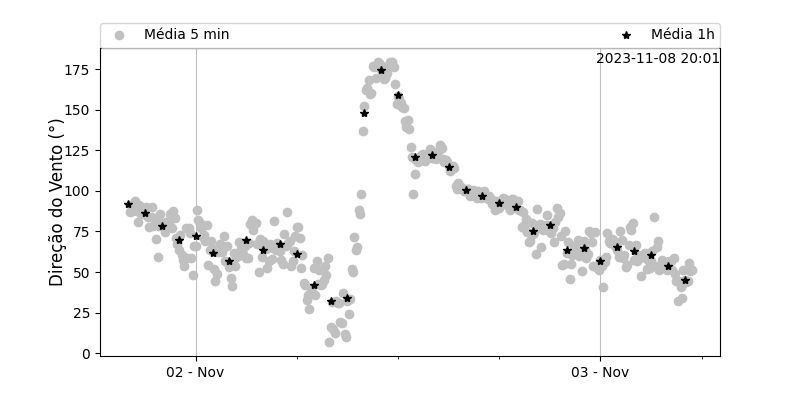 Média 5 min
Média 1h
2023-11-08 20:01
Direção do Vento (°)
175
150
125
100
75
50
25
0
02 - Nov
03 - Nov